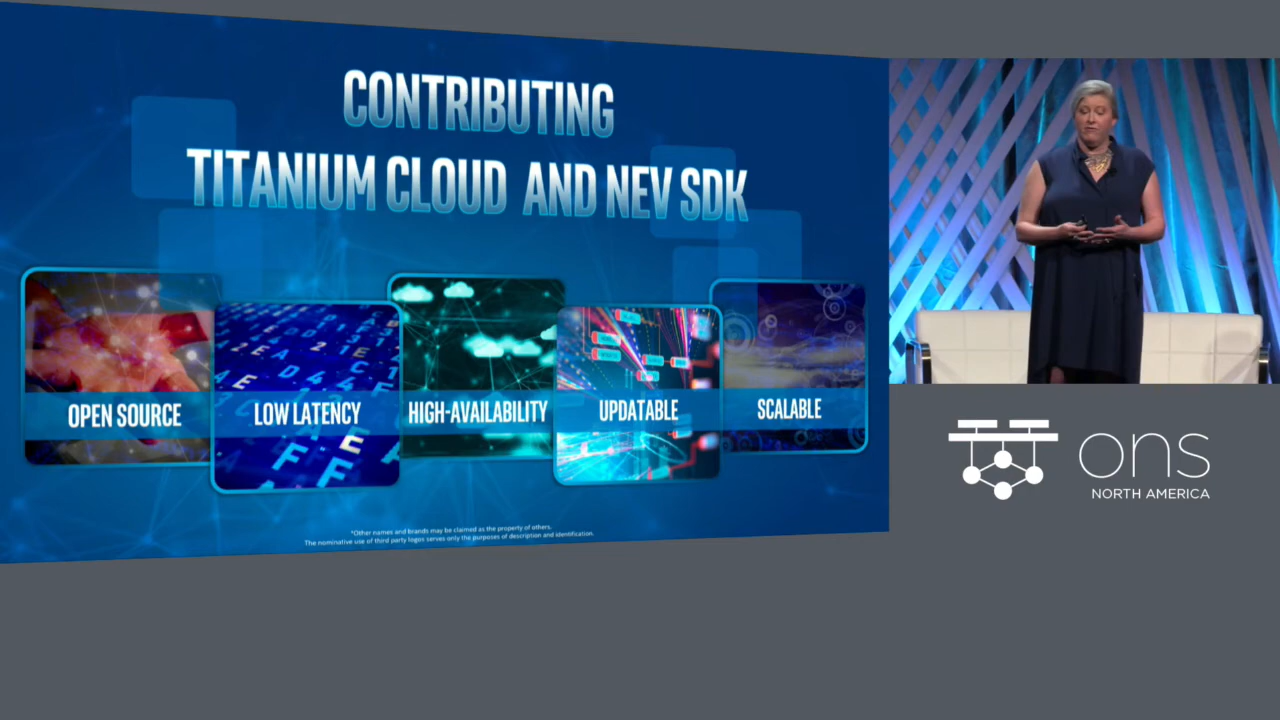 CONTRIBUTING
TITANIUM CLOUD AND NEV SDK
OPEN SOURCE
LOW LATENCY
HIGH-AVAILABILITY
UPDATABLE
SCALABLE
*Other names and brands may be claimed as the property of others.
The nominative use of third party logos serves only the purposes of description and identification.
ons
NORTH AMERICA